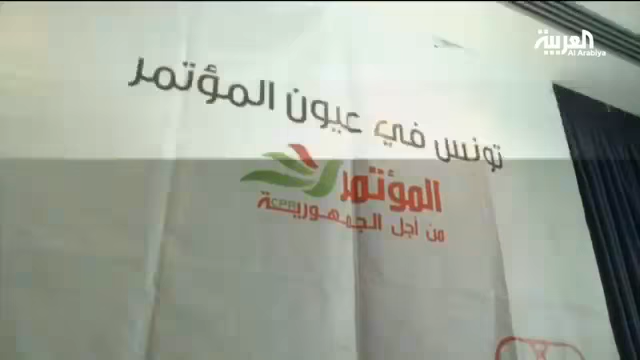 العربية
Al Arabiya
تونس في عيون المؤتمر
المؤتمر
CPR
من أجل الجمهورية